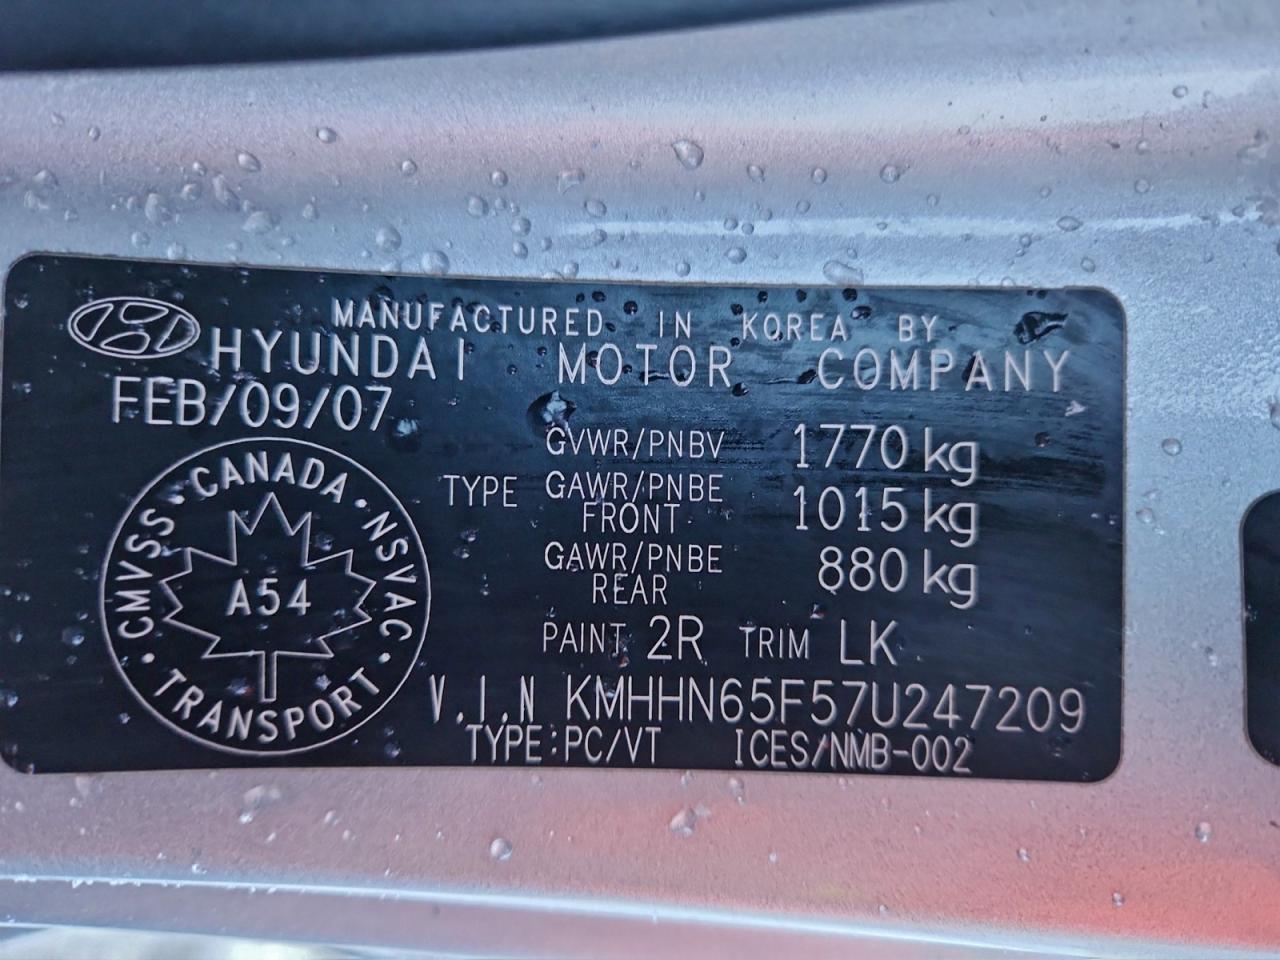 MANUFACTURED IN KOREA BY
HYUNDAI MOTOR COMPANY
FEB/09/07
GVWR/PNBV 1770 kg
TYPE GAWR/PNBE FRONT 1015 kg
GAWR/PNBE REAR 880 kg
PAINT 2R TRIM LK
V.I.N KMHHN65F57U247209
TYPE:PC/VT ICES/NMB-002
CMVSS • CANADA • NSVAC •
A54
TRANSPORT •